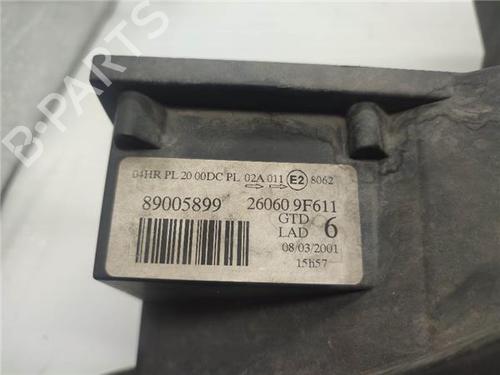 B-PARTS
04HR PL 20 00DC PL 02A 011 E2 8062
89005899 26060 9F611
GTD 6
LAD
08/03/2001
15h57